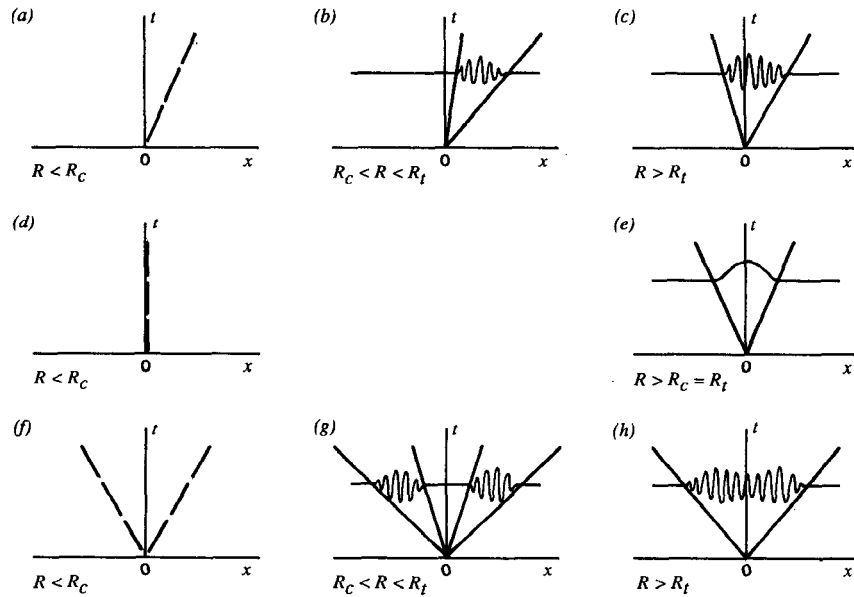 (a) t
0 x
R < R_c
(b) t
0 x
R_c < R < R_t
(c) t
0 x
R > R_t
(d) t
0 x
R < R_c
(e) t
0 x
R > R_c = R_t
(f) t
0 x
R < R_c
(g) t
0 x
R_c < R < R_t
(h) t
0 x
R > R_t